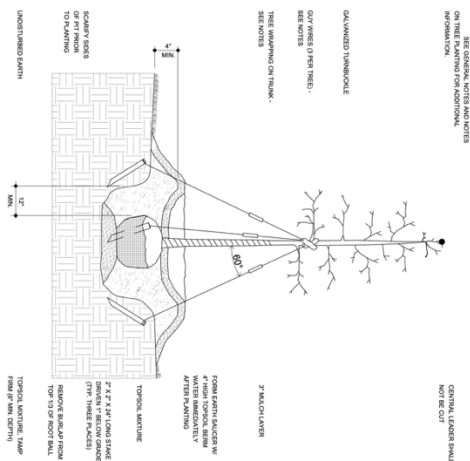 SEE GENERAL NOTES AND NOTES
ON TREE PLANTING FOR ADDITIONAL
INFORMATION.
GALVANIZED TURNBUCKLE
GUY WIRES (3 PER TREE) -
SEE NOTES
TREE WRAPPING ON TRUNK -
SEE NOTES
4"
MIN.
SCARIFY SIDES
OF PIT PRIOR
TO PLANTING
UNDISTURBED EARTH
12"
MIN.
60°
CENTRAL LEADER SHALL
NOT BE CUT
3" MULCH LAYER
FORM EARTH SAUCER W/
4" HIGH TOPSOIL BERM
WATER IMMEDIATELY
AFTER PLANTING
TOPSOIL MIXTURE
2" X 2" X 24" LONG STAKE
DRIVEN 1" BELOW GRADE
(TYP. THREE PLACES)
REMOVE BURLAP FROM
TOP 1/3 OF ROOT BALL
TOPSOIL MIXTURE, TAMP
FIRM (6" MIN. DEPTH)